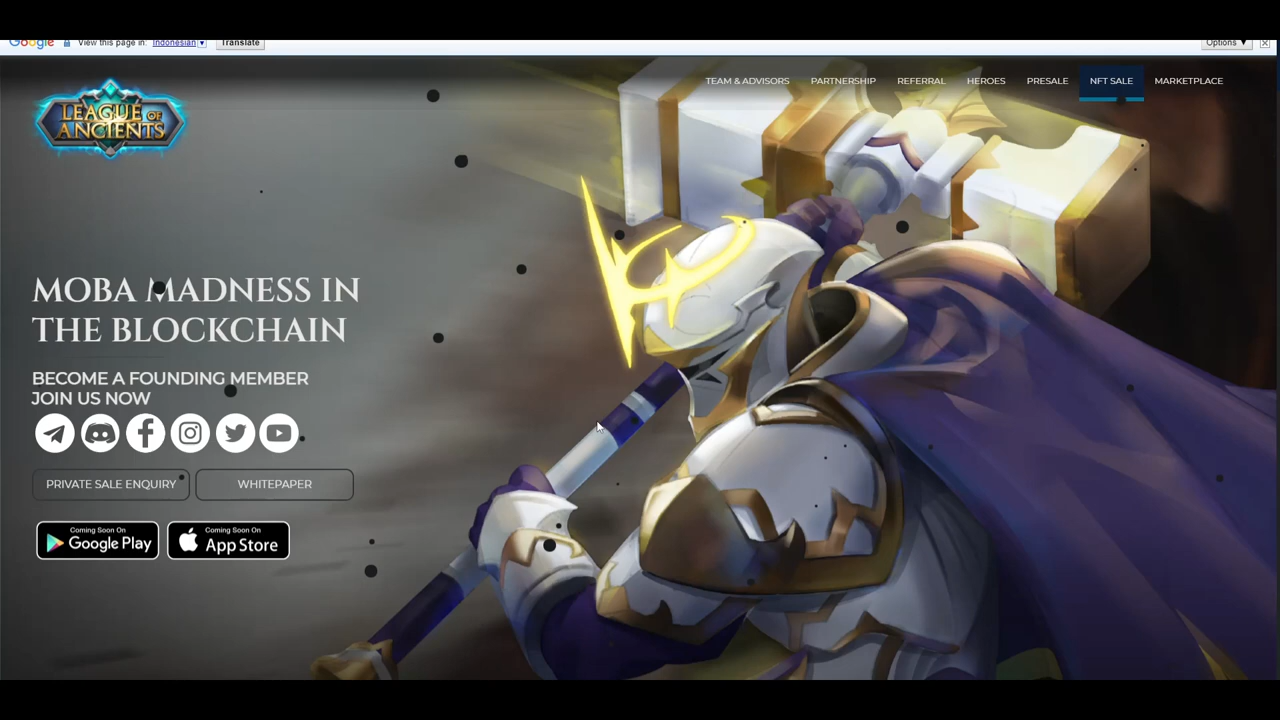 Google View this page in: Indonesian Translate Options ▼
LEAGUE OF
ANCIENTS
TEAM & ADVISORS PARTNERSHIP REFERRAL HEROES PRESALE NFT SALE MARKETPLACE
MOBA MADNESS IN
THE BLOCKCHAIN
BECOME A FOUNDING MEMBER
JOIN US NOW
PRIVATE SALE ENQUIRY WHITEPAPER
Coming Soon On
Google Play
Coming Soon On
App Store